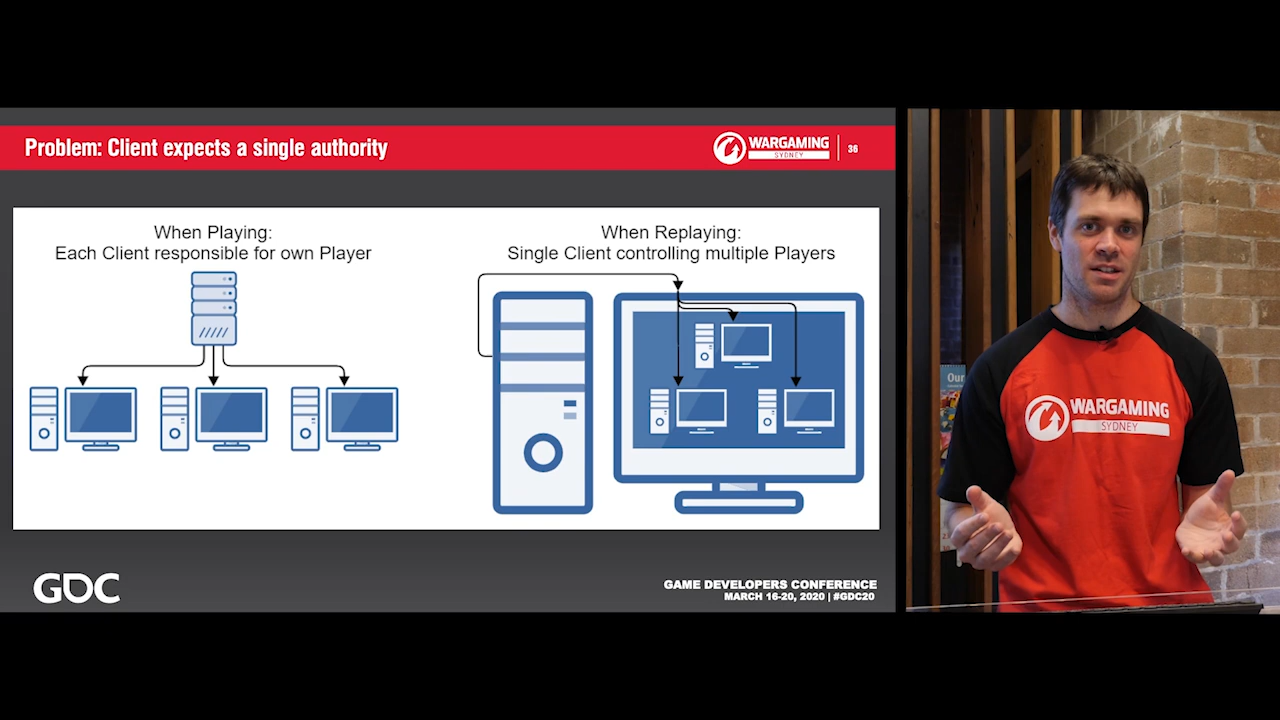 Problem: Client expects a single authority
WARGAMING
SYDNEY
36
When Playing:
Each Client responsible for own Player
When Replaying:
Single Client controlling multiple Players
GDC
GAME DEVELOPERS CONFERENCE
MARCH 16-20, 2020 | #GDC20
Our
WARGAMING
SYDNEY